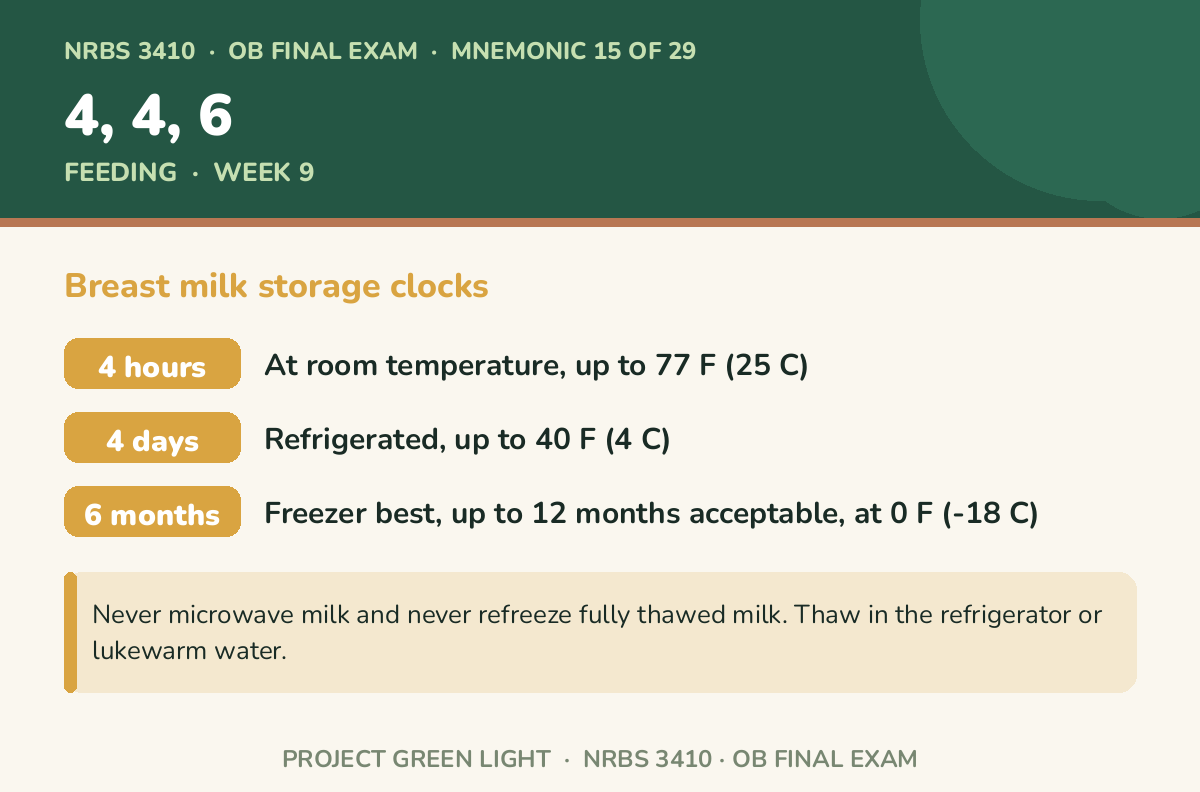 NRBS 3410 · OB FINAL EXAM · MNEMONIC 15 OF 29
4, 4, 6
FEEDING · WEEK 9
Breast milk storage clocks
4 hours At room temperature, up to 77 F (25 C)
4 days Refrigerated, up to 40 F (4 C)
6 months Freezer best, up to 12 months acceptable, at 0 F (-18 C)
Never microwave milk and never refreeze fully thawed milk. Thaw in the refrigerator or
lukewarm water.
PROJECT GREEN LIGHT · NRBS 3410 · OB FINAL EXAM